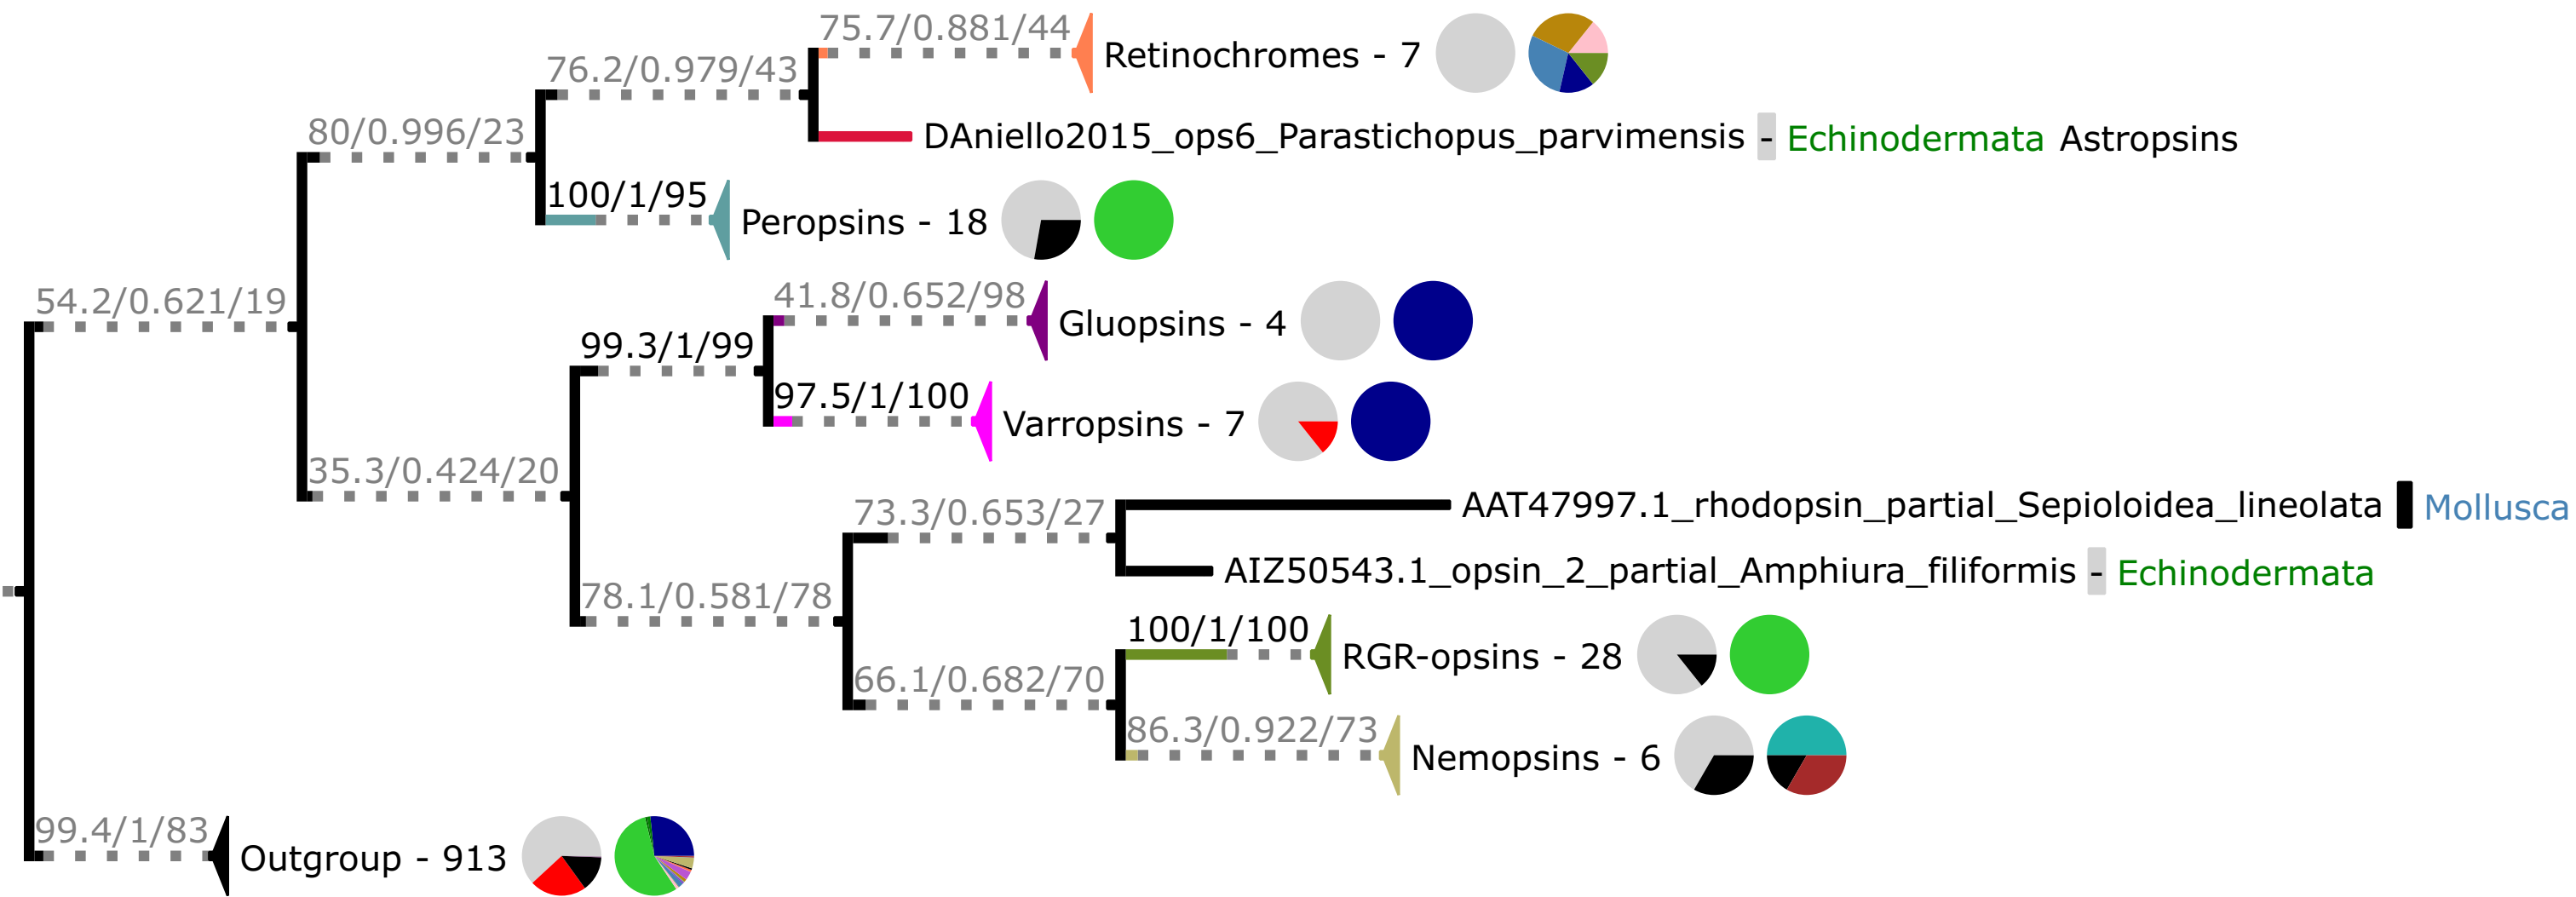 75.7/0.881/44
Retinochromes - 7
76.2/0.979/43
80/0.996/23
DAniello2015_ops6_Parastichopus_parvimensis - Echinodermata Astropsins
100/1/95
Peropsins - 18
54.2/0.621/19
41.8/0.652/98
Gluopsins - 4
99.3/1/99
97.5/1/100
Varropsins - 7
35.3/0.424/20
73.3/0.653/27
AAT47997.1_rhodopsin_partial_Sepioloidea_lineolata Mollusca
AIZ50543.1_opsin_2_partial_Amphiura_filiformis - Echinodermata
78.1/0.581/78
100/1/100
RGR-opsins - 28
66.1/0.682/70
86.3/0.922/73
Nemopsins - 6
99.4/1/83
Outgroup - 913